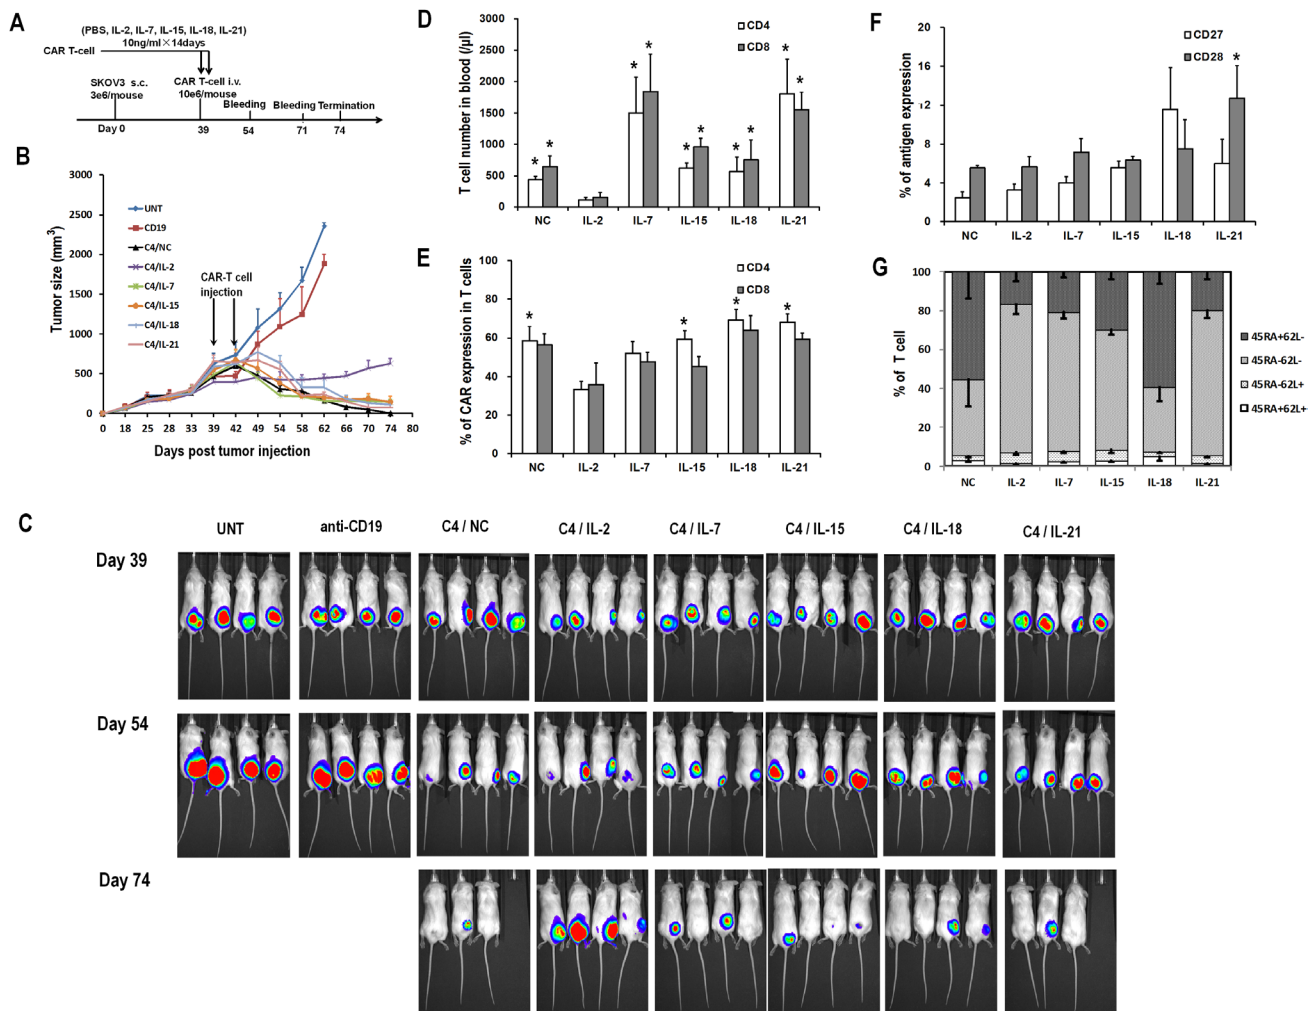 A
(PBS, IL-2, IL-7, IL-15, IL-18, IL-21)
10ng/ml×14days
CAR T-cell
SKOV3 s.c.
3e6/mouse
CAR T-cell i.v.
10e6/mouse
Bleeding
Bleeding
Termination
Day 0
39
54
71
74
B
Tumor size (mm3)
3000
2500
2000
1500
1000
500
0
UNT
CD19
C4/NC
C4/IL-2
C4/IL-7
C4/IL-15
C4/IL-18
C4/IL-21
CAR-T cell
injection
0 18 25 28 33 39 42 49 54 58 62 66 70 74 80
Days post tumor injection
D
T cell number in blood (/µl)
3000
2500
2000
1500
1000
500
0
CD4
CD8
* * * * * * * * * *
NC IL-2 IL-7 IL-15 IL-18 IL-21
E
% of CAR expression in T cells
100
80
60
40
20
0
CD4
CD8
* * * *
NC IL-2 IL-7 IL-15 IL-18 IL-21
F
% of antigen expression
20
16
12
8
4
0
CD27
CD28
*
NC IL-2 IL-7 IL-15 IL-18 IL-21
G
% of T cell
100
80
60
40
20
0
45RA+62L-
45RA-62L-
45RA-62L+
45RA+62L+
NC IL-2 IL-7 IL-15 IL-18 IL-21
C
UNT anti-CD19 C4 / NC C4 / IL-2 C4 / IL-7 C4 / IL-15 C4 / IL-18 C4 / IL-21
Day 39
Day 54
Day 74